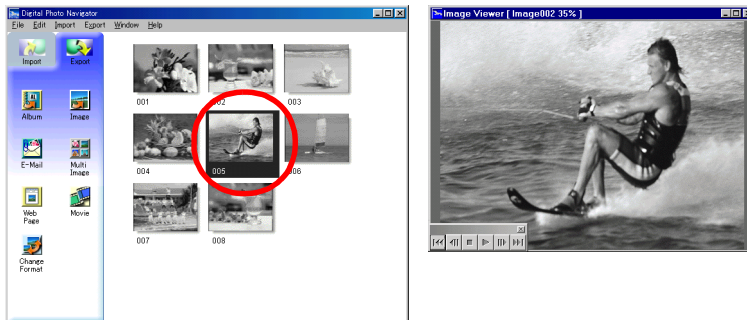 Digital Photo Navigator
File Edit Import Export Window Help
Import Export
001 002 003
Album Image
004 005 006
E-Mail Multi Image
Web Page Movie
007 008
Change Format
Image Viewer [ Image002 35% ]